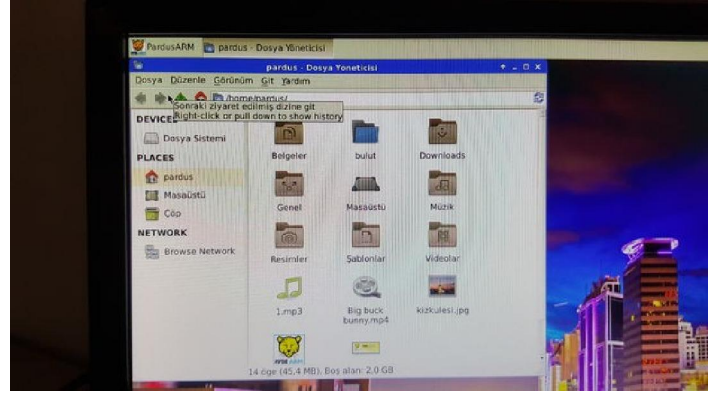 PardusARM
pardus - Dosya Yöneticisi
pardus - Dosya Yöneticisi
Dosya Düzenle Görünüm Git Yardım
/home/pardus/
Sonraki ziyaret edilmiş dizine git
Right-click or pull down to show history
DEVICES
Dosya Sistemi
PLACES
pardus
Masaüstü
Çöp
NETWORK
Browse Network
Belgeler
bulut
Downloads
Genel
Masaüstü
Müzik
Resimler
Şablonlar
Videolar
1.mp3
Big buck
bunny.mp4
kizkulesi.jpg
14 öge (45,4 MB), Boş alan: 2,0 GB